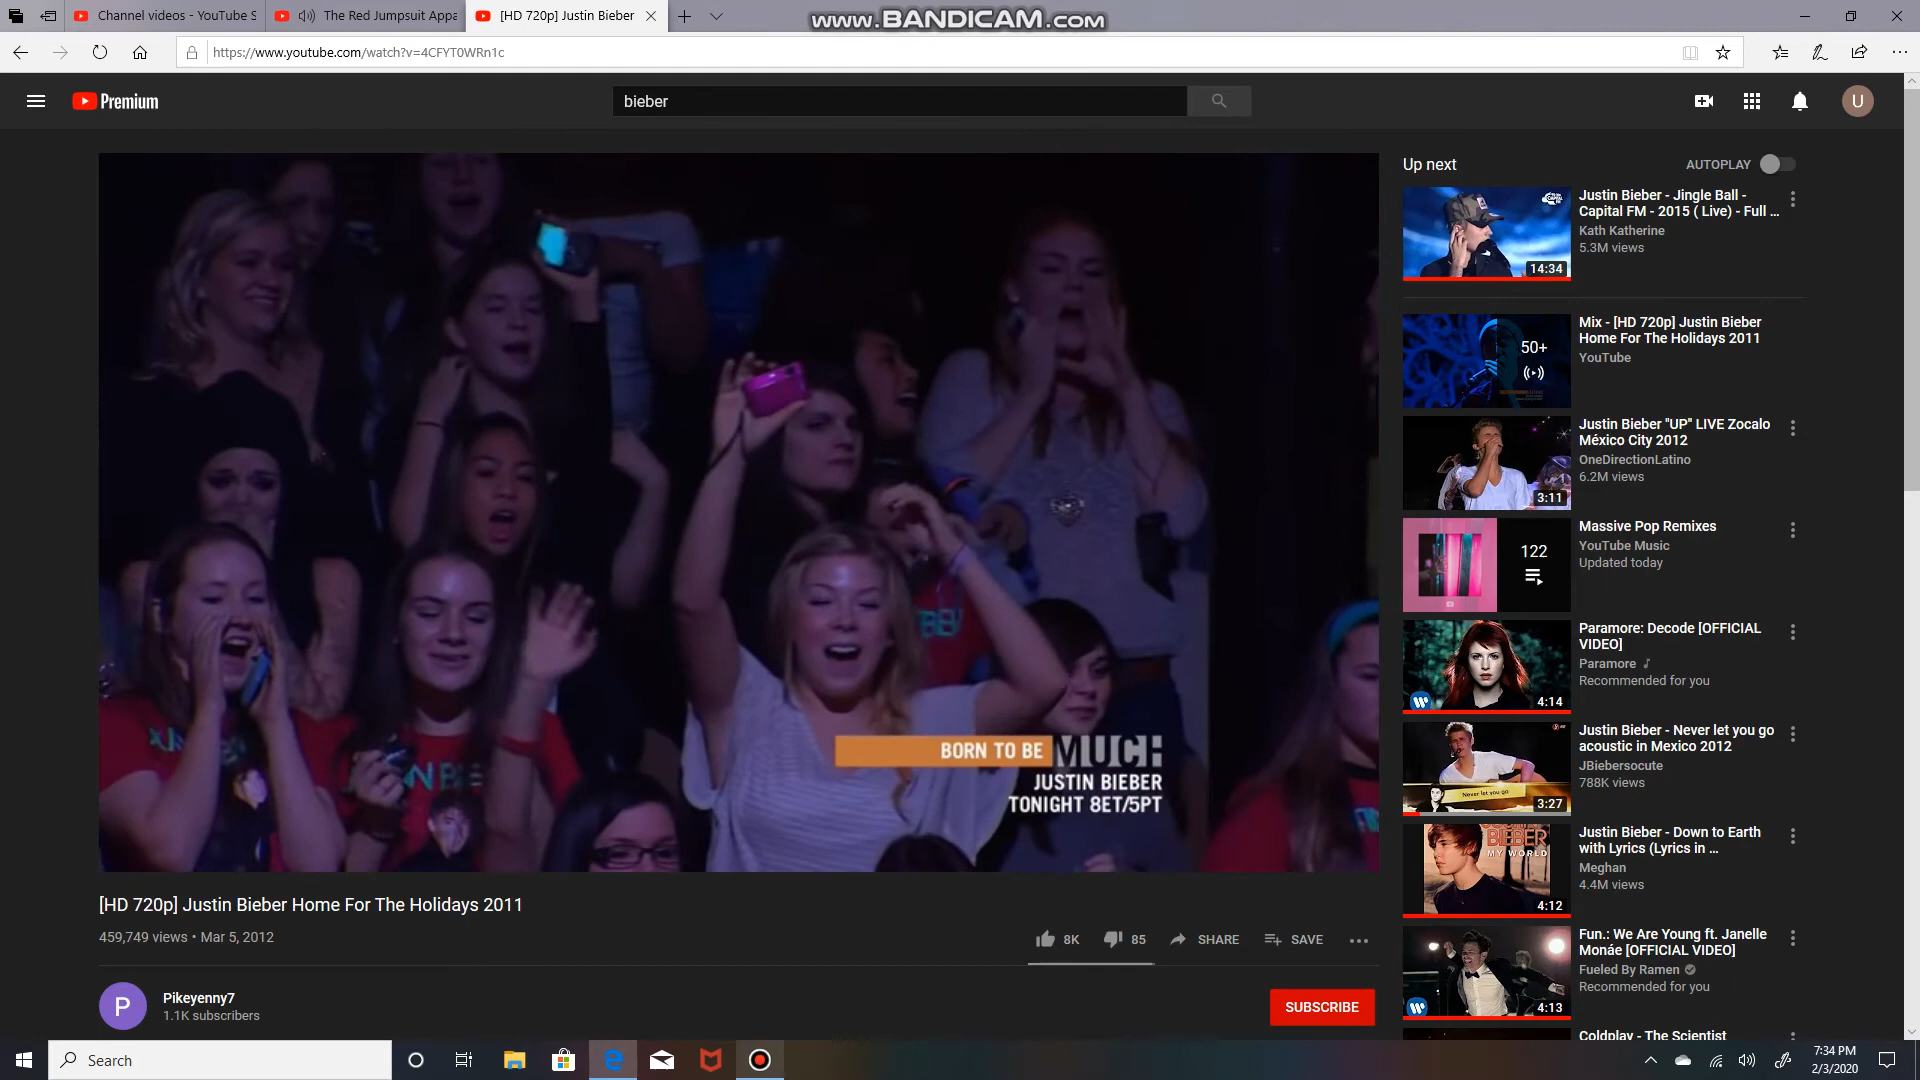 Channel videos - YouTube S
The Red Jumpsuit Appa
[HD 720p] Justin Bieber
WWW.BANDICAM.COM
https://www.youtube.com/watch?v=4CFYT0WRn1c
Premium
bieber
U
Up next
AUTOPLAY
Justin Bieber - Jingle Ball -
Capital FM - 2015 ( Live) - Full ...
Kath Katherine
5.3M views
14:34
Mix - [HD 720p] Justin Bieber
Home For The Holidays 2011
YouTube
50+
Justin Bieber "UP" LIVE Zocalo
México City 2012
OneDirectionLatino
6.2M views
3:11
Massive Pop Remixes
YouTube Music
Updated today
122
Paramore: Decode [OFFICIAL
VIDEO]
Paramore
Recommended for you
4:14
Justin Bieber - Never let you go
acoustic in Mexico 2012
JBiebersocute
788K views
Never let you go
3:27
Justin Bieber - Down to Earth
with Lyrics (Lyrics in ...
Meghan
4.4M views
BIEBER
MY WORLD
4:12
Fun.: We Are Young ft. Janelle
Monáe [OFFICIAL VIDEO]
Fueled By Ramen
Recommended for you
4:13
Coldplay - The Scientist
BORN TO BE MUCH
JUSTIN BIEBER
TONIGHT 8ET/5PT
[HD 720p] Justin Bieber Home For The Holidays 2011
459,749 views • Mar 5, 2012
8K
85
SHARE
SAVE
P
Pikeyenny7
1.1K subscribers
SUBSCRIBE
Search
7:34 PM
2/3/2020